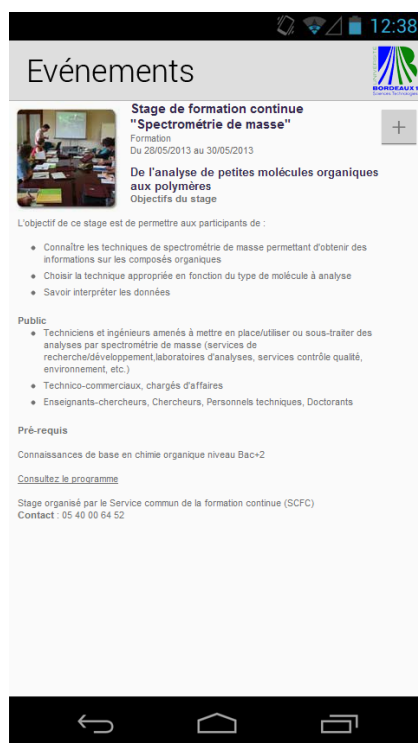 12:38
Evénements
UNIVERSITÉ
BORDEAUX 1
Sciences Technologies
Stage de formation continue
"Spectrométrie de masse"
Formation
Du 28/05/2013 au 30/05/2013
+
De l'analyse de petites molécules organiques
aux polymères
Objectifs du stage
L'objectif de ce stage est de permettre aux participants de :
Connaître les techniques de spectrométrie de masse permettant d'obtenir des
informations sur les composés organiques
Choisir la technique appropriée en fonction du type de molécule à analyse
Savoir interpréter les données
Public
Techniciens et ingénieurs amenés à mettre en place/utiliser ou sous-traiter des
analyses par spectrométrie de masse (services de
recherche/développement,laboratoires d'analyses, services contrôle qualité,
environnement, etc.)
Technico-commerciaux, chargés d'affaires
Enseignants-chercheurs, Chercheurs, Personnels techniques, Doctorants
Pré-requis
Connaissances de base en chimie organique niveau Bac+2
Consultez le programme
Stage organisé par le Service commun de la formation continue (SCFC)
Contact : 05 40 00 64 52